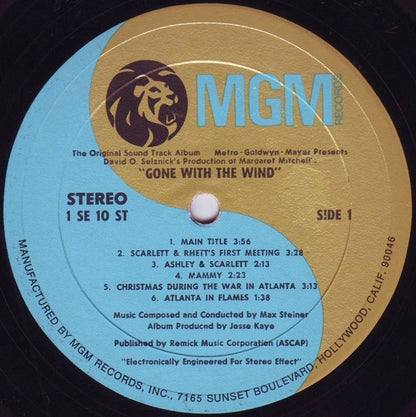 MGM
RECORDS
The Original Sound Track Album Metro-Goldwyn-Mayer Presents
David O. Selznick's Production of Margaret Mitchell's
"GONE WITH THE WIND"
STEREO SIDE 1
1 SE 10 ST
1. MAIN TITLE 3:56
2. SCARLETT & RHETT'S FIRST MEETING 3:28
3. ASHLEY & SCARLETT 2:13
4. MAMMY 2:23
5. CHRISTMAS DURING THE WAR IN ATLANTA 3:13
6. ATLANTA IN FLAMES 1:38
Music Composed and Conducted by Max Steiner
Album Produced by Jesse Kaye
Published by Remick Music Corporation (ASCAP)
"Electronically Engineered For Stereo Effect"
MANUFACTURED BY MGM RECORDS, INC., 7165 SUNSET BOULEVARD, HOLLYWOOD, CALIF. 90046